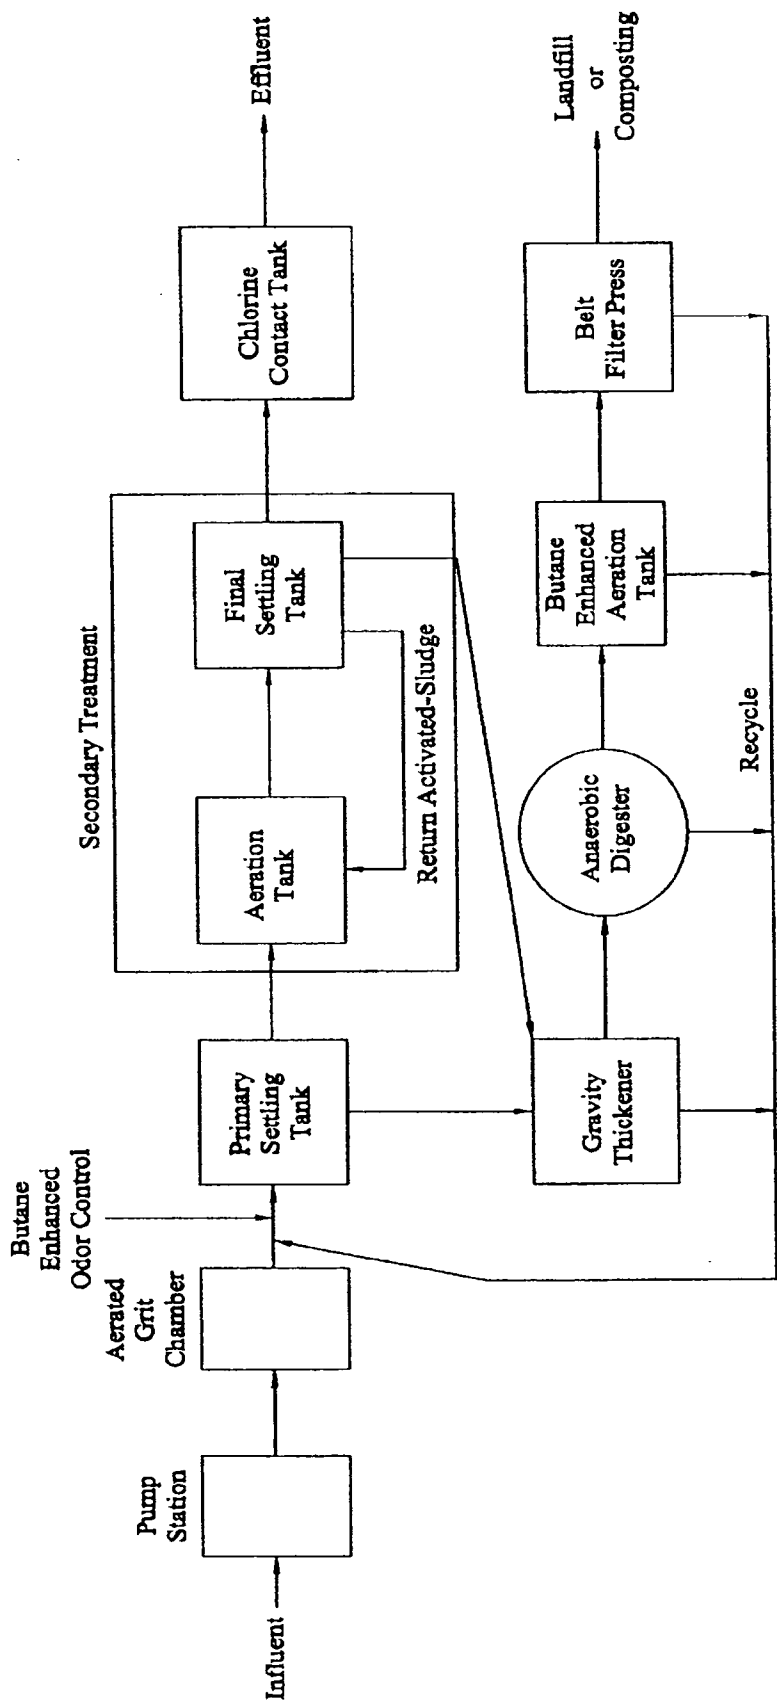 Influent
Pump
Station
Aerated
Grit
Chamber
Butane
Enhanced
Odor Control
Primary
Settling
Tank
Secondary Treatment
Aeration
Tank
Final
Settling
Tank
Return Activated-Sludge
Chlorine
Contact Tank
Effluent
Gravity
Thickener
Anaerobic
Digester
Butane
Enhanced
Aeration
Tank
Belt
Filter Press
Landfill
or
Composting
Recycle